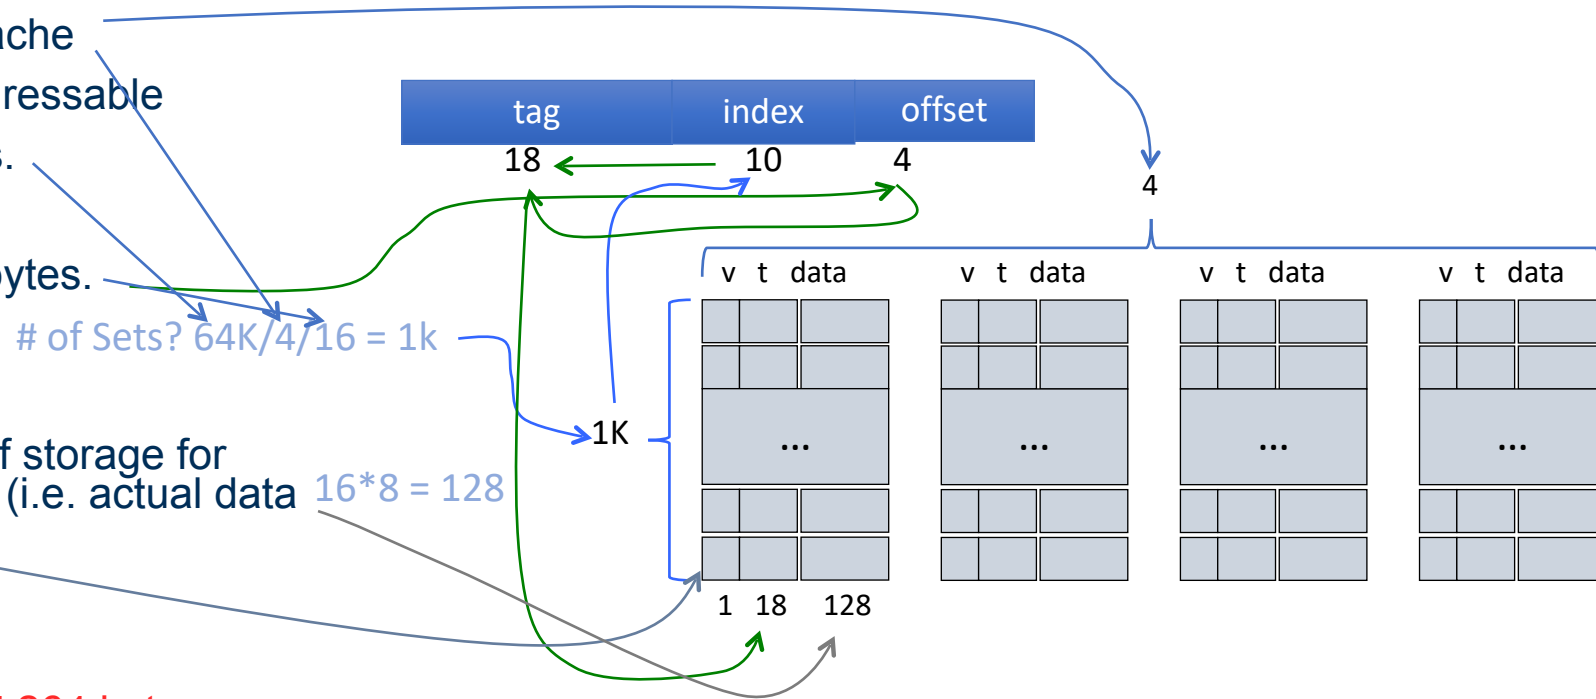 ache
ressable
tag index offset
s.
18 10 4
4
ytes.
v t data v t data v t data v t data
# of Sets? 64K/4/16 = 1k
1K
f storage for
... ... ... ...
(i.e. actual data 16*8 = 128
1 18 128